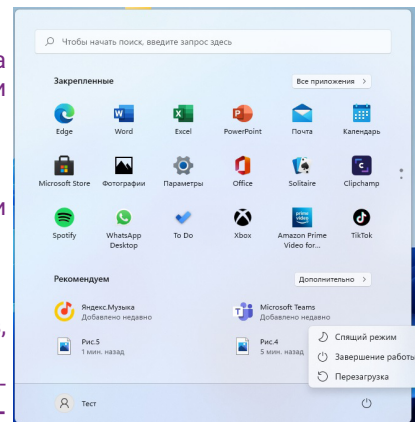 Чтобы начать поиск, введите запрос здесь
Закрепленные
Все приложения >
Edge Word Excel PowerPoint Почта Календарь
Microsoft Store Фотографии Параметры Office Solitaire Clipchamp
Spotify WhatsApp Desktop To Do Xbox Amazon Prime Video for... TikTok
Рекомендуем
Дополнительно >
Яндекс.Музыка
Добавлено недавно
Microsoft Teams
Добавлено недавно
Рис.5
1 мин. назад
Рис.4
5 мин. назад
Спящий режим
Завершение работы
Перезагрузка
Тест